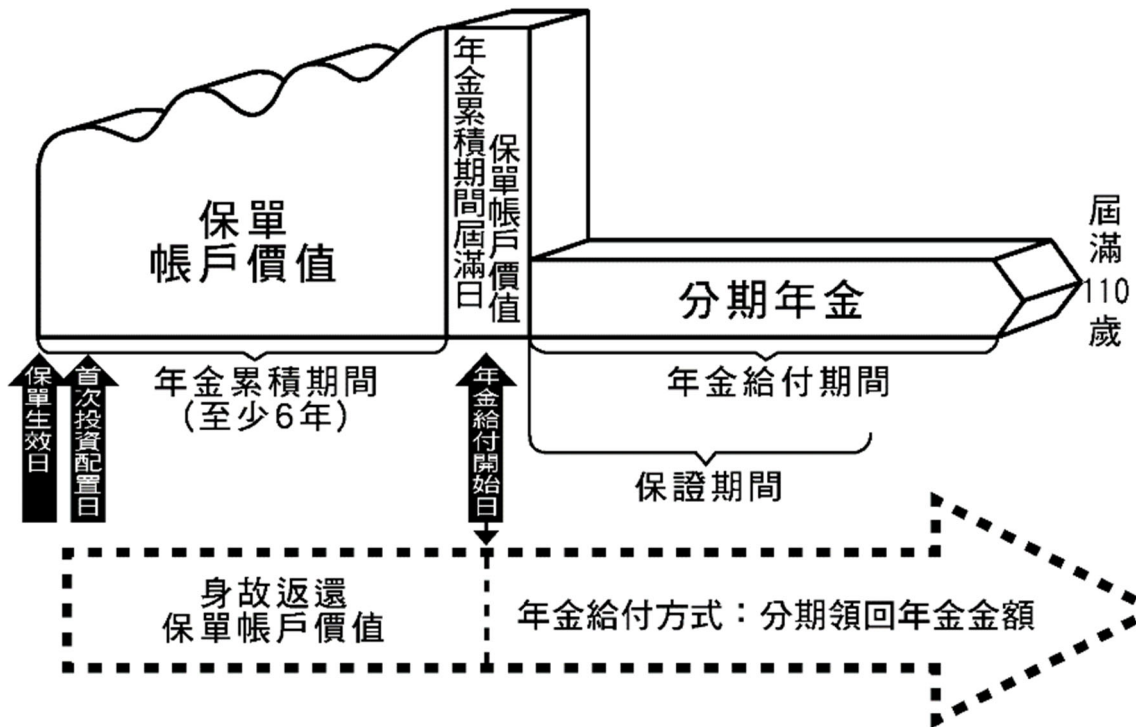 保單
帳戶價值
年金累積期間屆滿日
保單帳戶價值
分期年金
屆滿110歲
保單生效日
首次投資配置日
年金累積期間
(至少6年)
年金給付開始日
年金給付期間
保證期間
身故返還
保單帳戶價值
年金給付方式：分期領回年金金額